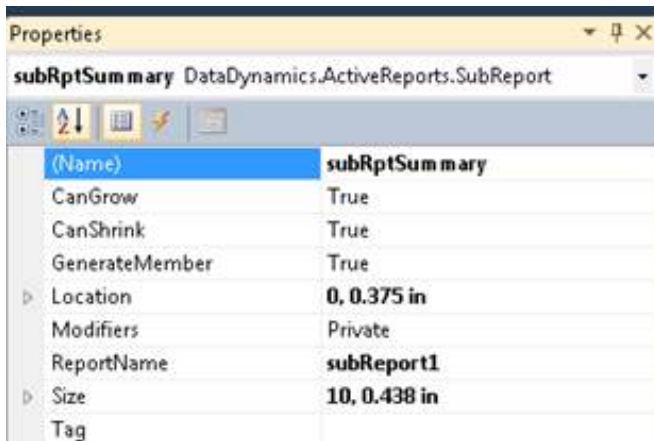 Properties
subRptSummary DataDynamics.ActiveReports.SubReport
(Name) subRptSummary
CanGrow True
CanShrink True
GenerateMember True
Location 0, 0.375 in
Modifiers Private
ReportName subReport1
Size 10, 0.438 in
Tag